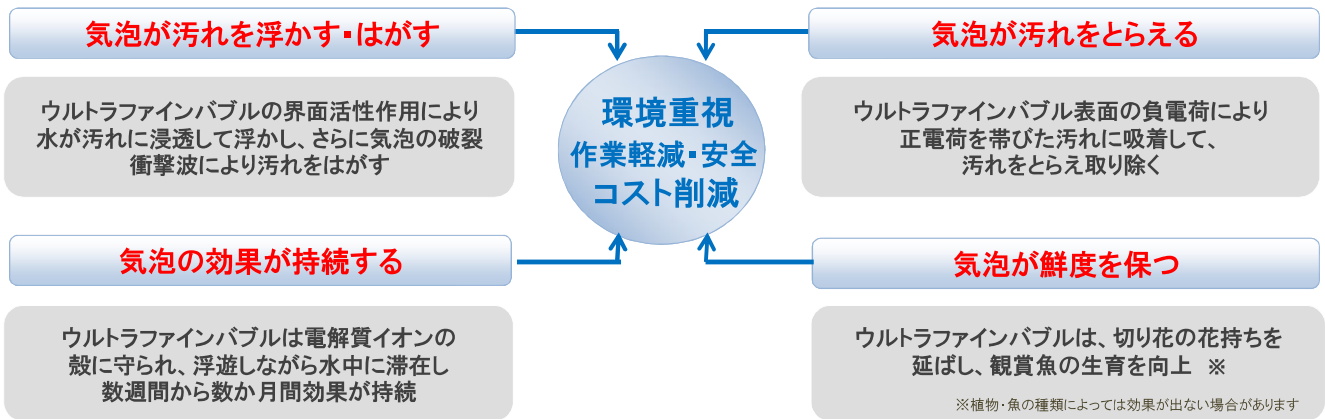 気泡が汚れを浮かす・はがす
ウルトラファインバブルの界面活性作用により
水が汚れに浸透して浮かし、さらに気泡の破裂
衝撃波により汚れをはがす
気泡が汚れをとらえる
ウルトラファインバブル表面の負電荷により
正電荷を帯びた汚れに吸着して、
汚れをとらえ取り除く
環境重視
作業軽減・安全
コスト削減
気泡の効果が持続する
ウルトラファインバブルは電解質イオンの
殻に守られ、浮遊しながら水中に滞在し
数週間から数か月間効果が持続
気泡が鮮度を保つ
ウルトラファインバブルは、切り花の花持ちを
延ばし、観賞魚の生育を向上 ※
※植物・魚の種類によっては効果が出ない場合があります